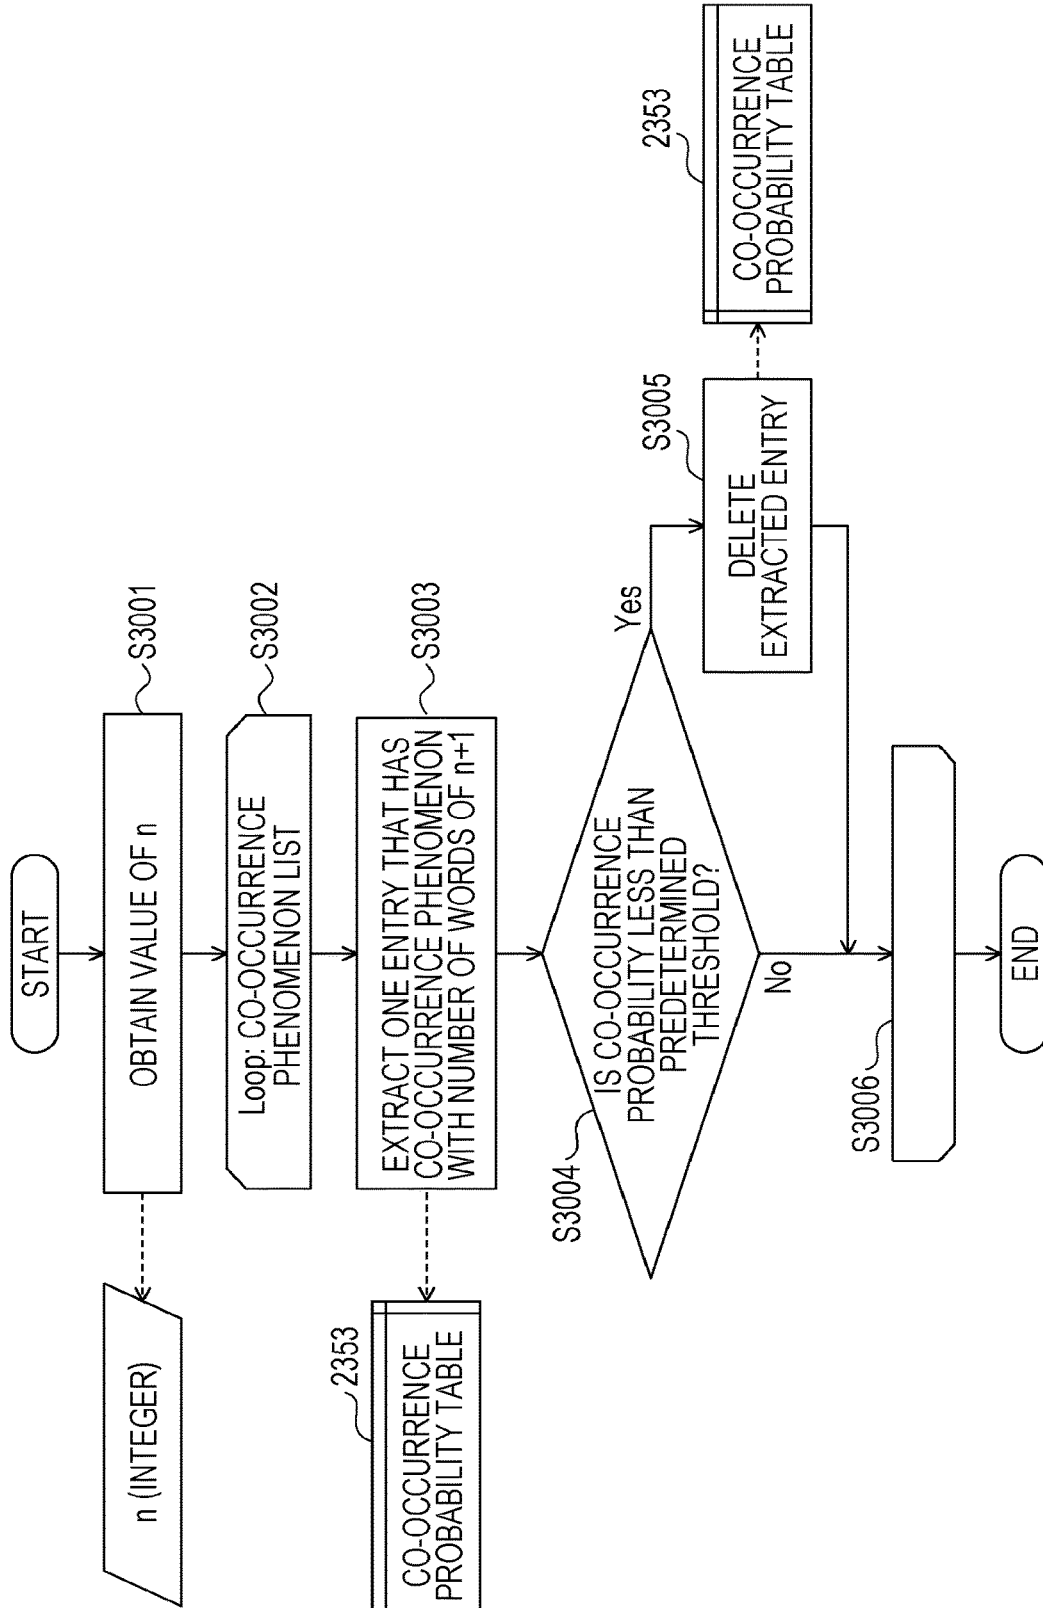 START
n (INTEGER)
OBTAIN VALUE OF n
S3001
Loop: CO-OCCURRENCE
PHENOMENON LIST
S3002
2353
CO-OCCURRENCE
PROBABILITY TABLE
EXTRACT ONE ENTRY THAT HAS
CO-OCCURRENCE PHENOMENON
WITH NUMBER OF WORDS OF n+1
S3003
S3004
IS CO-OCCURRENCE
PROBABILITY LESS THAN
PREDETERMINED
THRESHOLD?
Yes
No
S3005
DELETE
EXTRACTED ENTRY
2353
CO-OCCURRENCE
PROBABILITY TABLE
S3006
END